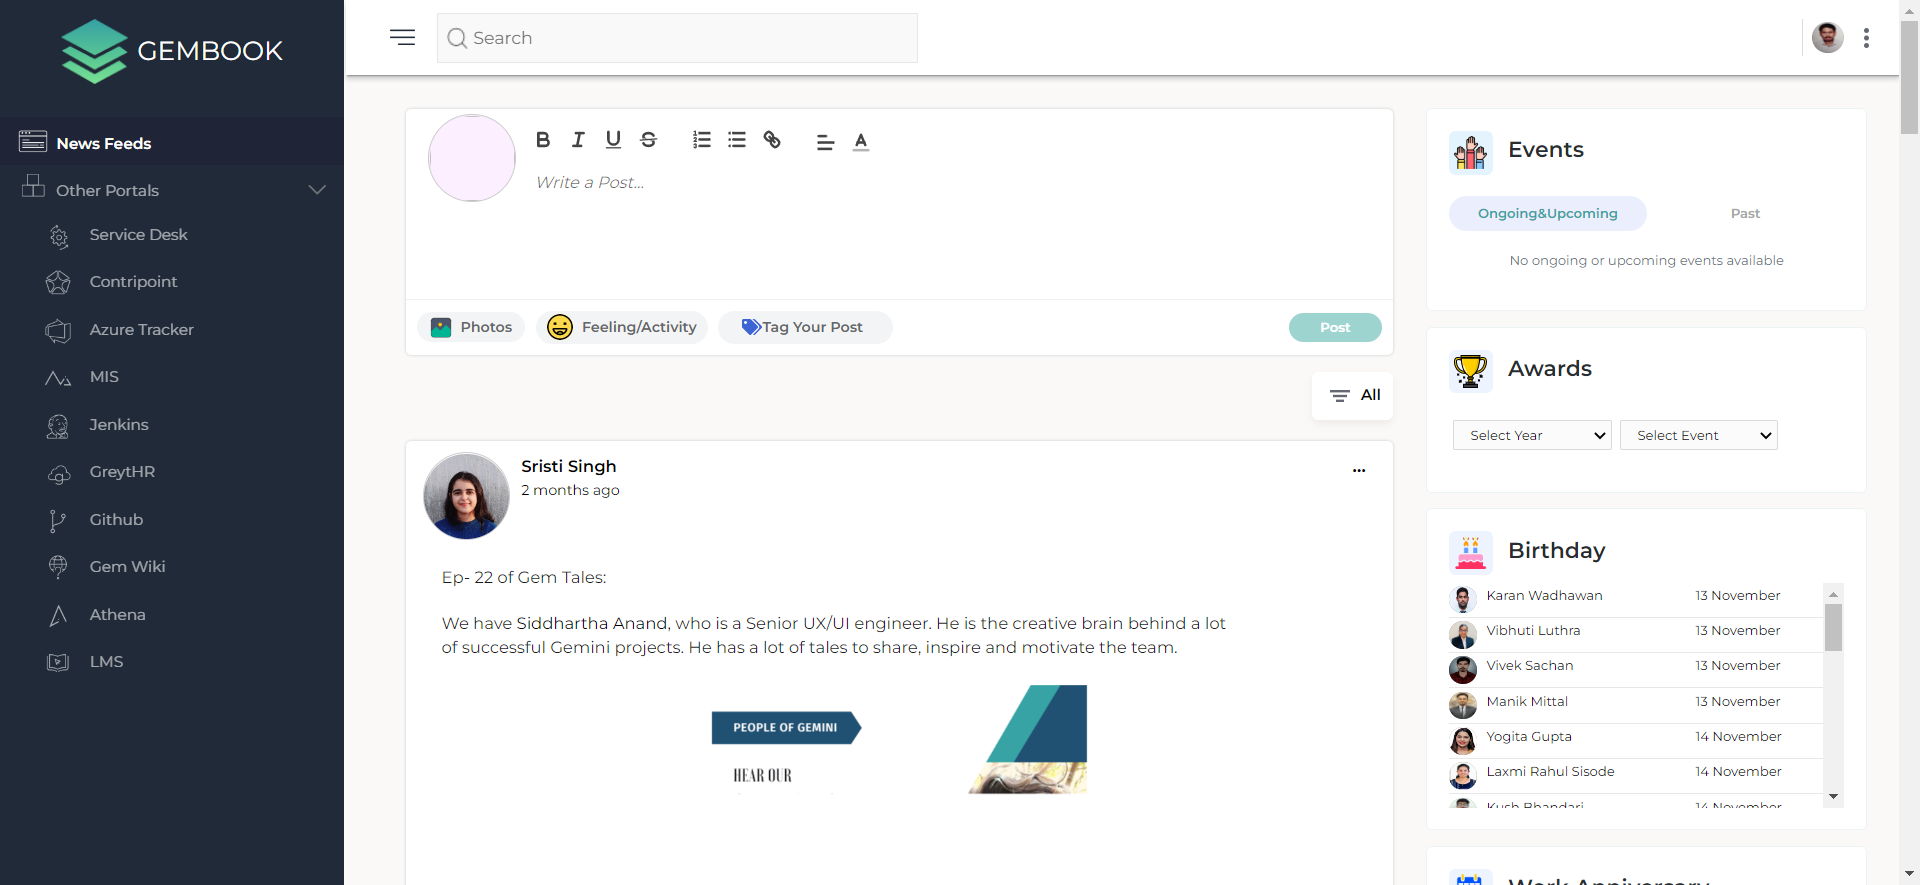 GEMBOOK
News Feeds
Other Portals
Service Desk
Contripoint
Azure Tracker
MIS
Jenkins
GreytHR
Github
Gem Wiki
Athena
LMS
Search
B I U S A
Write a Post...
Photos
Feeling/Activity
Tag Your Post
Post
All
Sristi Singh
2 months ago
Ep- 22 of Gem Tales:
We have Siddhartha Anand, who is a Senior UX/UI engineer. He is the creative brain behind a lot
of successful Gemini projects. He has a lot of tales to share, inspire and motivate the team.
PEOPLE OF GEMINI
HEAR OUR
Events
Ongoing&Upcoming
Past
No ongoing or upcoming events available
Awards
Select Year
Select Event
Birthday
Karan Wadhawan 13 November
Vibhuti Luthra 13 November
Vivek Sachan 13 November
Manik Mittal 13 November
Yogita Gupta 14 November
Laxmi Rahul Sisode 14 November
Kush Bhandari 14 November
Work Anniversary